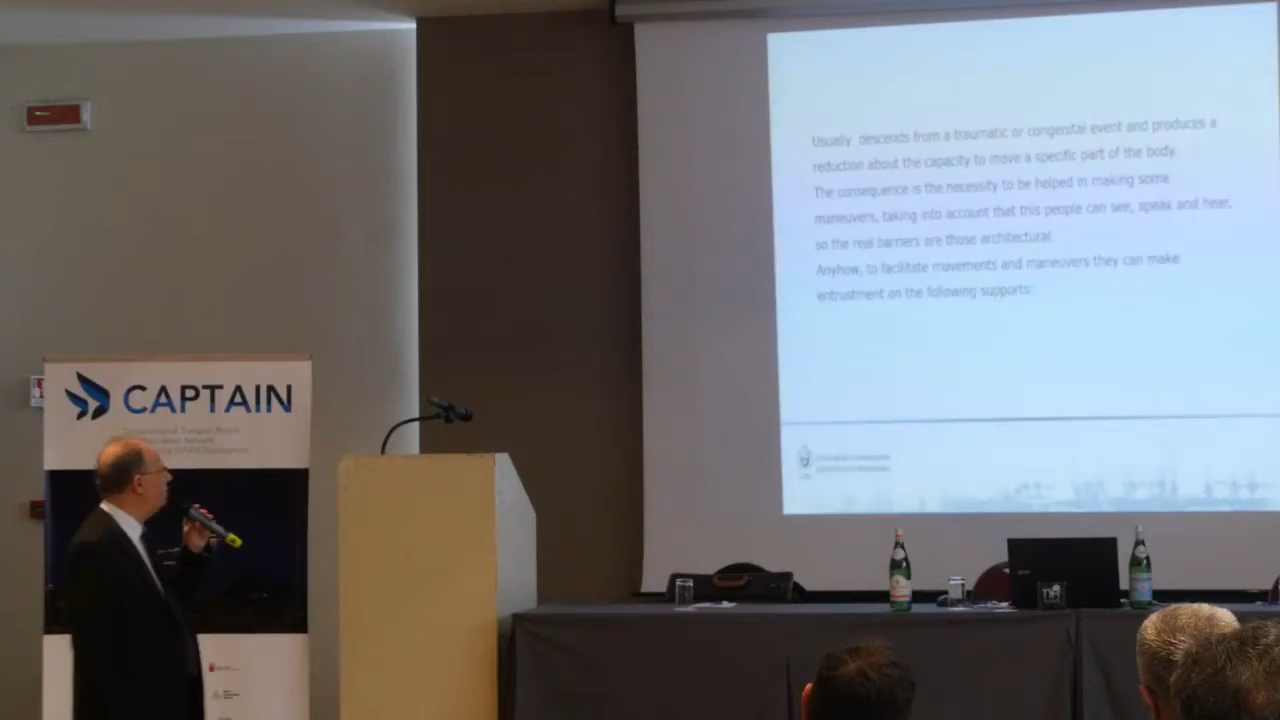 Usually descends from a traumatic or congenital event and produces a
reduction about the capacity to move a specific part of the body.
The consequence is the necessity to be helped in making some
maneuvers, taking into account that this people can see, speak and hear,
so the real barriers are those architectural.
Anyhow, to facilitate movements and maneuvers they can make
entrustment on the following supports:
CAPTAIN